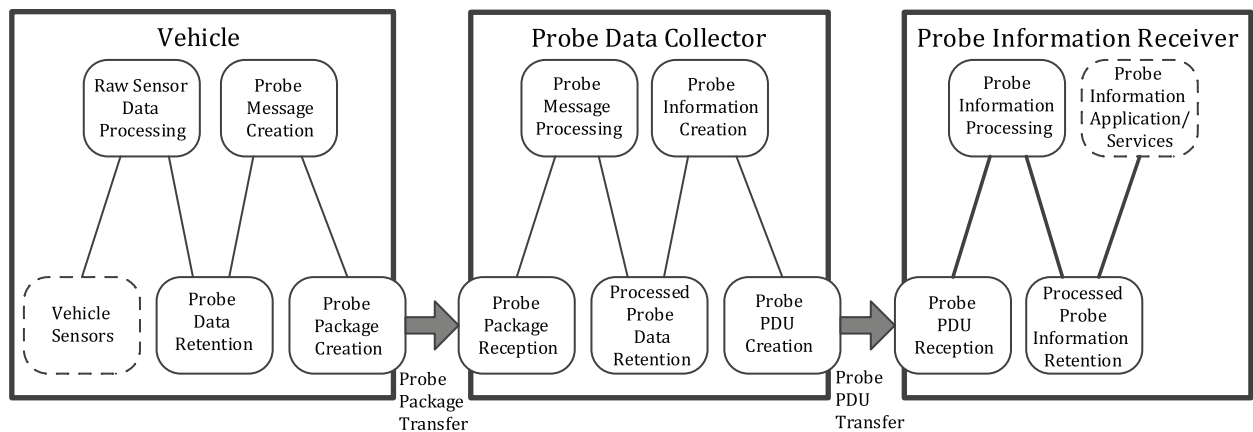 Vehicle
Raw Sensor
Data
Processing
Probe
Message
Creation
Vehicle
Sensors
Probe
Data
Retention
Probe
Package
Creation
Probe
Package
Transfer
Probe Data Collector
Probe
Message
Processing
Probe
Information
Creation
Probe
Package
Reception
Processed
Probe
Data
Retention
Probe
PDU
Creation
Probe
PDU
Transfer
Probe Information Receiver
Probe
Information
Processing
Probe
Information
Application/
Services
Probe
PDU
Reception
Processed
Probe
Information
Retention